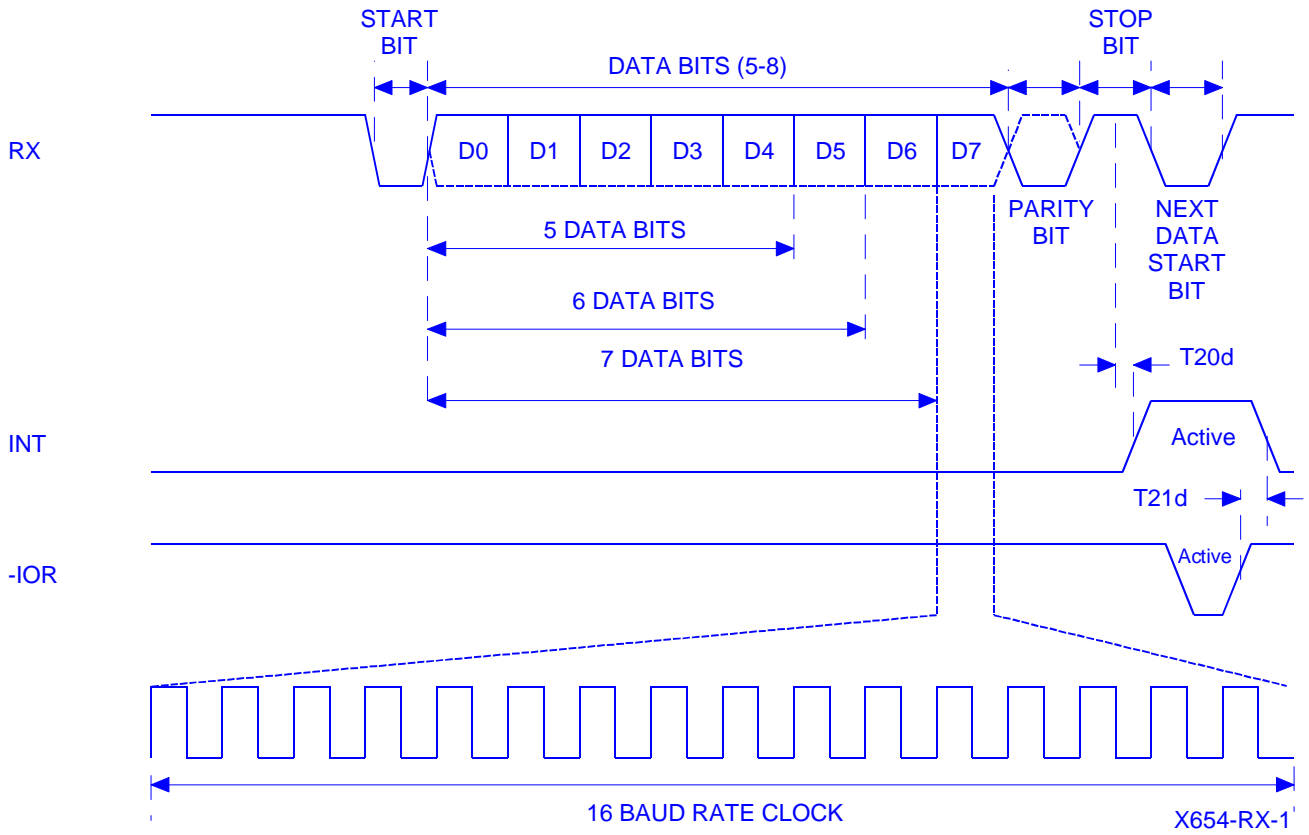 START
BIT
STOP
BIT
DATA BITS (5-8)
RX
D0 D1 D2 D3 D4 D5 D6 D7
PARITY
BIT
NEXT
DATA
START
BIT
5 DATA BITS
6 DATA BITS
7 DATA BITS
T20d
INT
Active
T21d
-IOR
Active
16 BAUD RATE CLOCK
X654-RX-1